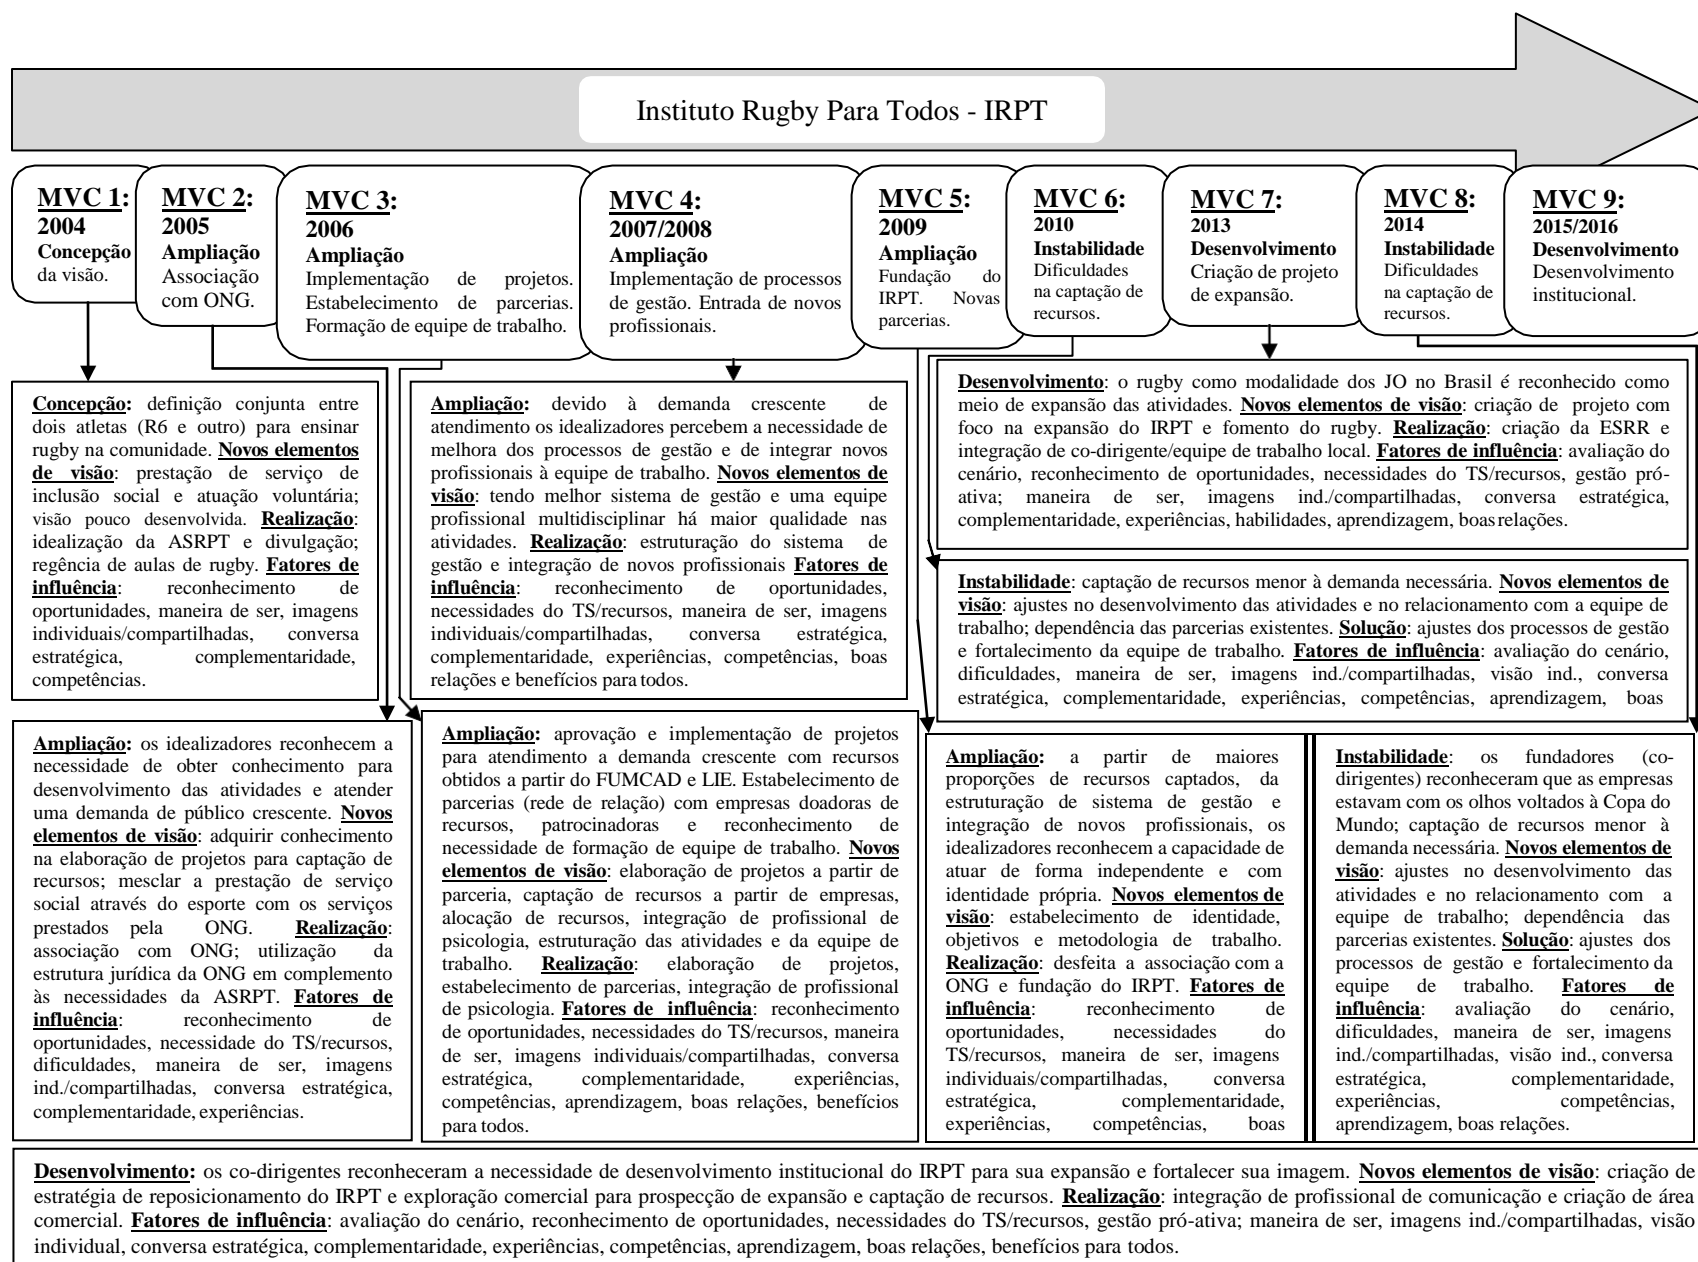 Instituto Rugby Para Todos - IRPT
MVC 1:
2004
Concepção
da visão.
MVC 2:
2005
Ampliação
Associação
com ONG.
MVC 3:
2006
Ampliação
Implementação de projetos.
Estabelecimento de parcerias.
Formação de equipe de trabalho.
MVC 4:
2007/2008
Ampliação
Implementação de processos
de gestão. Entrada de novos
profissionais.
MVC 5:
2009
Ampliação
Fundação do
IRPT. Novas
parcerias.
MVC 6:
2010
Instabilidade
Dificuldades
na captação de
recursos.
MVC 7:
2013
Desenvolvimento
Criação de projeto
de expansão.
MVC 8:
2014
Instabilidade
Dificuldades
na captação de
recursos.
MVC 9:
2015/2016
Desenvolvimento
Desenvolvimento
institucional.
Concepção: definição conjunta entre
dois atletas (R6 e outro) para ensinar
rugby na comunidade. Novos elementos
de visão: prestação de serviço de
inclusão social e atuação voluntária;
visão pouco desenvolvida. Realização:
idealização da ASRPT e divulgação;
regência de aulas de rugby. Fatores de
influência: reconhecimento de
oportunidades, maneira de ser, imagens
individuais/compartilhadas, conversa
estratégica, complementaridade,
competências.
Ampliação: devido à demanda crescente de
atendimento os idealizadores percebem a necessidade de
melhora dos processos de gestão e de integrar novos
profissionais à equipe de trabalho. Novos elementos de
visão: tendo melhor sistema de gestão e uma equipe
profissional multidisciplinar há maior qualidade nas
atividades. Realização: estruturação do sistema de
gestão e integração de novos profissionais Fatores de
influência: reconhecimento de oportunidades,
necessidades do TS/recursos, maneira de ser, imagens
individuais/compartilhadas, conversa estratégica,
complementaridade, experiências, competências, boas
relações e benefícios para todos.
Desenvolvimento: o rugby como modalidade dos JO no Brasil é reconhecido como
meio de expansão das atividades. Novos elementos de visão: criação de projeto com
foco na expansão do IRPT e fomento do rugby. Realização: criação da ESRR e
integração de co-dirigente/equipe de trabalho local. Fatores de influência: avaliação do
cenário, reconhecimento de oportunidades, necessidades do TS/recursos, gestão pró-
ativa; maneira de ser, imagens ind./compartilhadas, conversa estratégica,
complementaridade, experiências, habilidades, aprendizagem, boas relações.
Instabilidade: captação de recursos menor à demanda necessária. Novos elementos de
visão: ajustes no desenvolvimento das atividades e no relacionamento com a equipe de
trabalho; dependência das parcerias existentes. Solução: ajustes dos processos de gestão
e fortalecimento da equipe de trabalho. Fatores de influência: avaliação do cenário,
dificuldades, maneira de ser, imagens ind./compartilhadas, visão ind., conversa
estratégica, complementaridade, experiências, competências, aprendizagem, boas
Ampliação: os idealizadores reconhecem a
necessidade de obter conhecimento para
desenvolvimento das atividades e atender
uma demanda de público crescente. Novos
elementos de visão: adquirir conhecimento
na elaboração de projetos para captação de
recursos; mesclar a prestação de serviço
social através do esporte com os serviços
prestados pela ONG. Realização:
associação com ONG; utilização da
estrutura jurídica da ONG em complemento
às necessidades da ASRPT. Fatores de
influência: reconhecimento de
oportunidades, necessidade do TS/recursos,
dificuldades, maneira de ser, imagens
ind./compartilhadas, conversa estratégica,
complementaridade, experiências.
Ampliação: aprovação e implementação de projetos
para atendimento a demanda crescente com recursos
obtidos a partir do FUMCAD e LIE. Estabelecimento de
parcerias (rede de relação) com empresas doadoras de
recursos, patrocinadoras e reconhecimento de
necessidade de formação de equipe de trabalho. Novos
elementos de visão: elaboração de projetos a partir de
parceria, captação de recursos a partir de empresas,
alocação de recursos, integração de profissional de
psicologia, estruturação das atividades e da equipe de
trabalho. Realização: elaboração de projetos,
estabelecimento de parcerias, integração de profissional
de psicologia. Fatores de influência: reconhecimento
de oportunidades, necessidades do TS/recursos, maneira
de ser, imagens individuais/compartilhadas, conversa
estratégica, complementaridade, experiências,
competências, aprendizagem, boas relações, benefícios
para todos.
Ampliação: a partir de maiores
proporções de recursos captados, da
estruturação de sistema de gestão e
integração de novos profissionais, os
idealizadores reconhecem a capacidade de
atuar de forma independente e com
identidade própria. Novos elementos de
visão: estabelecimento de identidade,
objetivos e metodologia de trabalho.
Realização: desfeita a associação com a
ONG e fundação do IRPT. Fatores de
influência: reconhecimento de
oportunidades, necessidades do
TS/recursos, maneira de ser, imagens
individuais/compartilhadas, conversa
estratégica, complementaridade,
experiências, competências, boas
Instabilidade: os fundadores (co-
dirigentes) reconheceram que as empresas
estavam com os olhos voltados à Copa do
Mundo; captação de recursos menor à
demanda necessária. Novos elementos de
visão: ajustes no desenvolvimento das
atividades e no relacionamento com a
equipe de trabalho; dependência das
parcerias existentes. Solução: ajustes dos
processos de gestão e fortalecimento da
equipe de trabalho. Fatores de
influência: avaliação do cenário,
dificuldades, maneira de ser, imagens
ind./compartilhadas, visão ind., conversa
estratégica, complementaridade,
experiências, competências,
aprendizagem, boas relações.
Desenvolvimento: os co-dirigentes reconheceram a necessidade de desenvolvimento institucional do IRPT para sua expansão e fortalecer sua imagem. Novos elementos de visão: criação de
estratégia de reposicionamento do IRPT e exploração comercial para prospecção de expansão e captação de recursos. Realização: integração de profissional de comunicação e criação de área
comercial. Fatores de influência: avaliação do cenário, reconhecimento de oportunidades, necessidades do TS/recursos, gestão pró-ativa; maneira de ser, imagens ind./compartilhadas, visão
individual, conversa estratégica, complementaridade, experiências, competências, aprendizagem, boas relações, benefícios para todos.